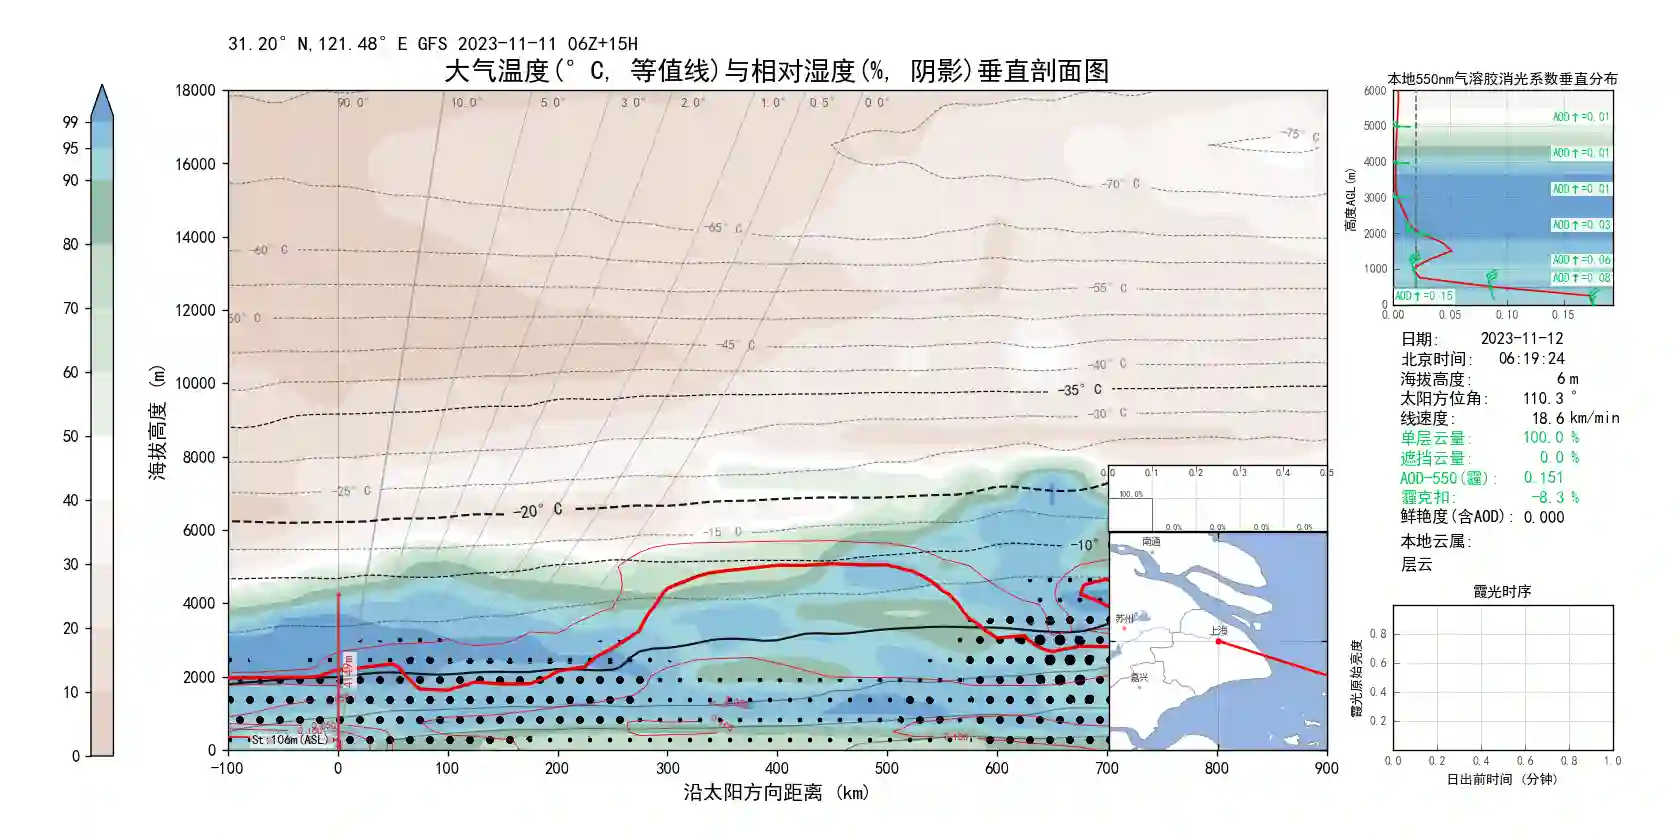 31.20° N,121.48° E GFS 2023-11-11 06Z+15H
大气温度(° C, 等值线)与相对湿度(%, 阴影)垂直剖面图
99
95
90
80
70
60
50
40
30
20
10
0
海拔高度 (m)
18000
16000
14000
12000
10000
8000
6000
4000
2000
0
90.0° 10.0° 5.0° 3.0° 2.0° 1.0° 0.5° 0.0°
-75° C
-70° C
-65° C
-60° C
-55° C
-45° C
-40° C
-35° C
-30° C
-25° C
-20° C
-15° C
-10°
St:106m(ASL)
-100 0 100 200 300 400 500 600 700 800 900
沿太阳方向距离 (km)
0.0 0.1 0.2 0.3 0.4 0.5
100.0%
0.0% 0.0% 0.0% 0.0%
南通
苏州
上海
嘉兴
本地550nm气溶胶消光系数垂直分布
高度AGL(m)
6000
5000
4000
3000
2000
1000
0
AOD↑=0.01
AOD↑=0.01
AOD↑=0.01
AOD↑=0.03
AOD↑=0.06
AOD↑=0.08
AOD↑=0.15
0.00 0.05 0.10 0.15
日期: 2023-11-12
北京时间: 06:19:24
海拔高度: 6 m
太阳方位角: 110.3 °
线速度: 18.6 km/min
单层云量: 100.0 %
遮挡云量: 0.0 %
AOD-550(霾): 0.151
霾克扣: -8.3 %
鲜艳度(含AOD): 0.000
本地云属:
层云
霞光时序
霞光原始亮度
0.8
0.6
0.4
0.2
0.0 0.2 0.4 0.6 0.8 1.0
日出前时间 (分钟)